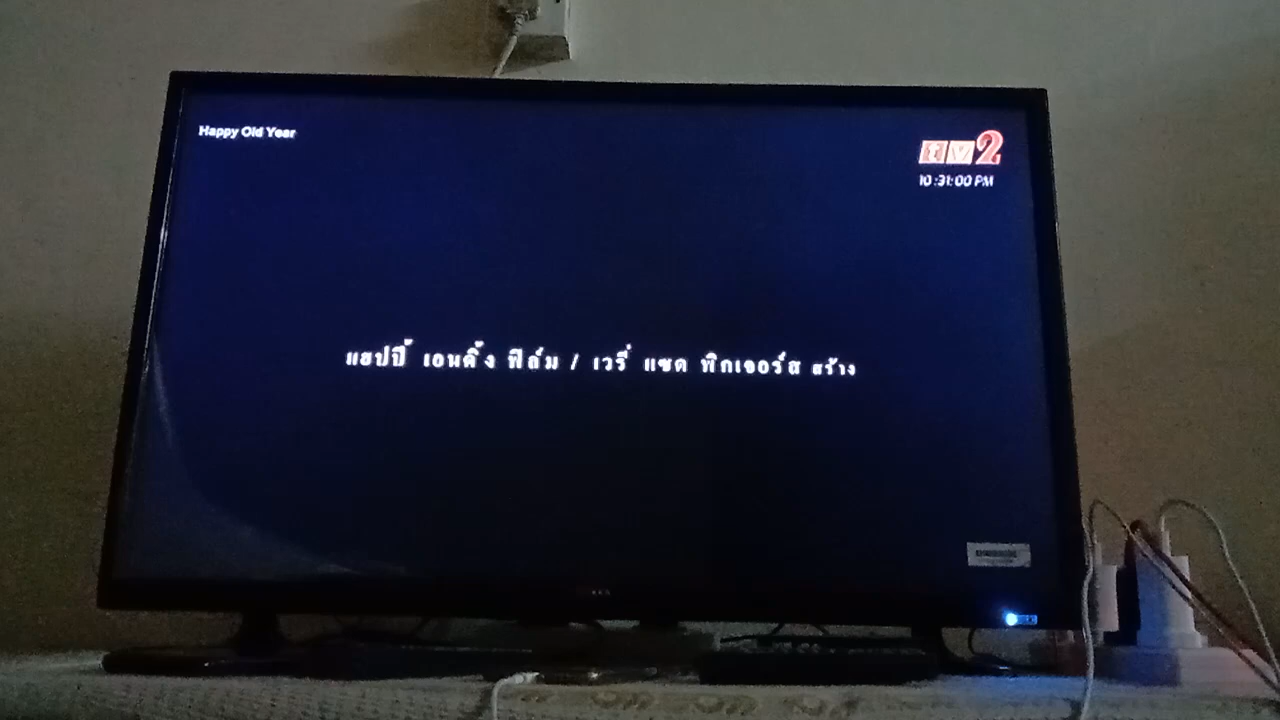 Happy Old Year
tv2
10:31:00 PM
แฮปปี้ เอนดิ้ง ฟิล์ม / เวรี่ แซด พิกเจอร์ส สร้าง